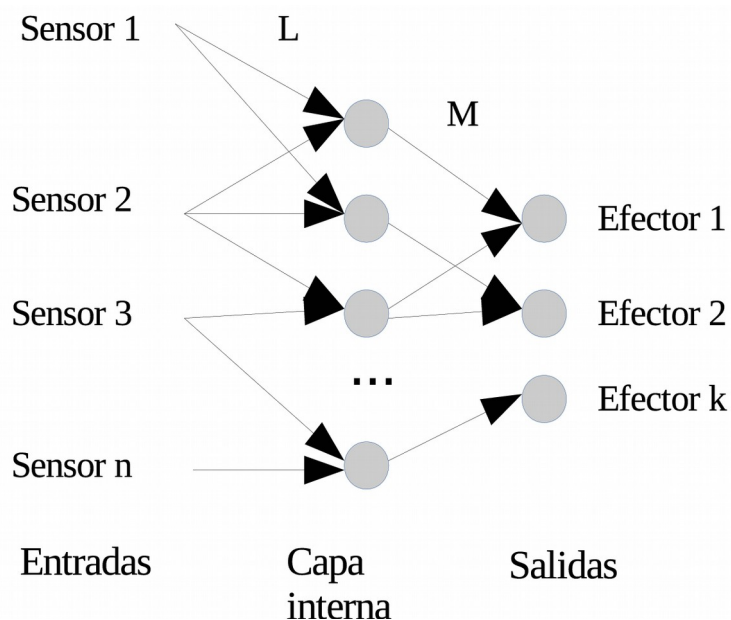 Sensor 1
L
M
Sensor 2
Efector 1
Sensor 3
Efector 2
...
Efector k
Sensor n
Entradas
Capa
interna
Salidas